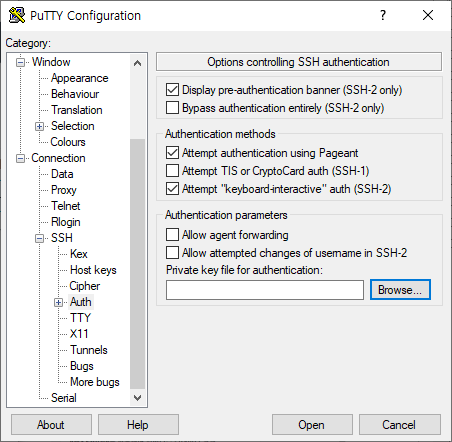 PuTTY Configuration
?
Category:
Window
Appearance
Behaviour
Translation
Selection
Colours
Connection
Data
Proxy
Telnet
Rlogin
SSH
Kex
Host keys
Cipher
Auth
TTY
X11
Tunnels
Bugs
More bugs
Serial
Options controlling SSH authentication
Display pre-authentication banner (SSH-2 only)
Bypass authentication entirely (SSH-2 only)
Authentication methods
Attempt authentication using Pageant
Attempt TIS or CryptoCard auth (SSH-1)
Attempt "keyboard-interactive" auth (SSH-2)
Authentication parameters
Allow agent forwarding
Allow attempted changes of username in SSH-2
Private key file for authentication:
Browse...
About
Help
Open
Cancel